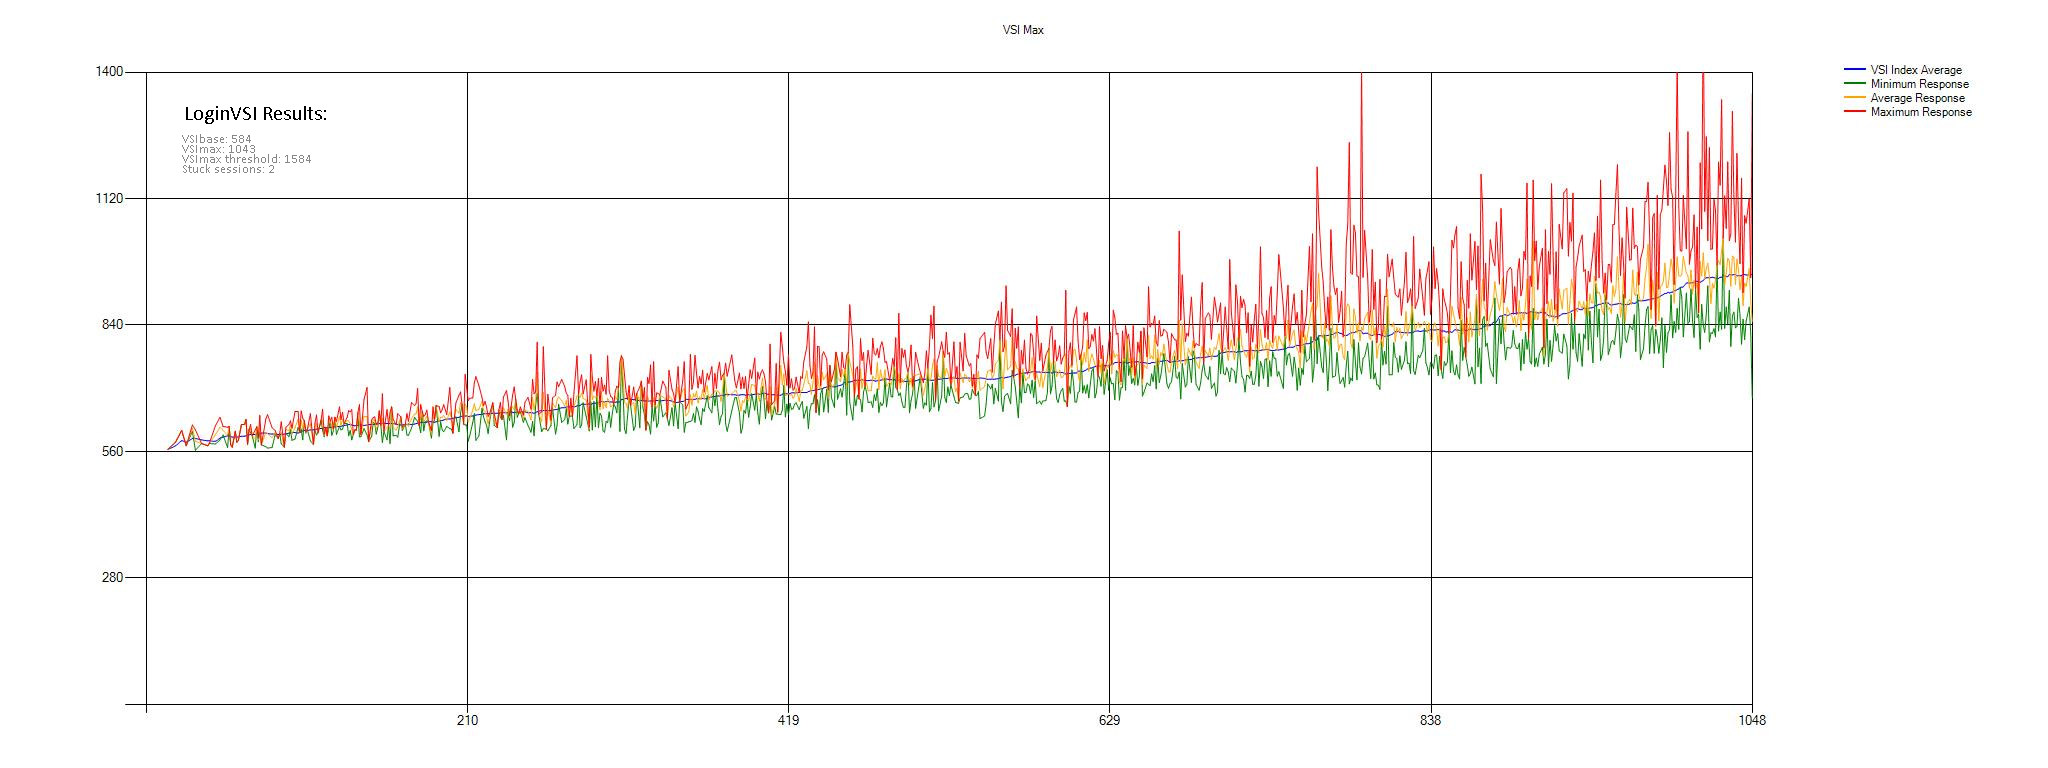 VSI Max
1400
1120
840
560
280
210
419
629
838
1048
LoginVSI Results:
VSIbase: 584
VSImax: 1043
VSImax threshold: 1584
Stuck sessions: 2
VSI Index Average
Minimum Response
Average Response
Maximum Response